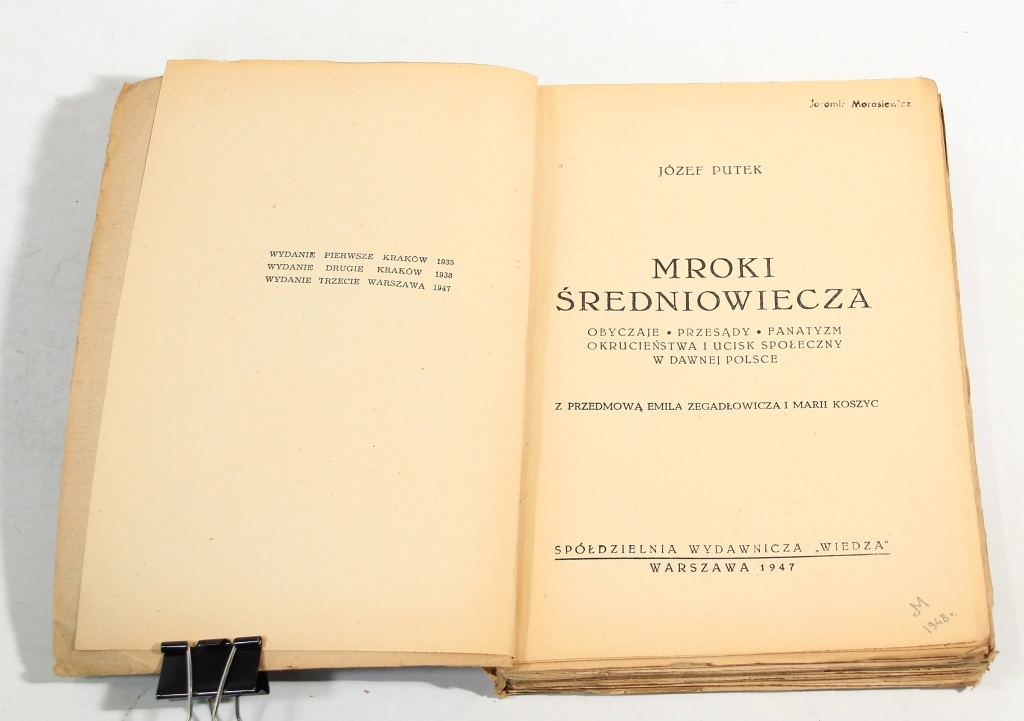 WYDANIE PIERWSZE KRAKÓW 1935
WYDANIE DRUGIE KRAKÓW 1938
WYDANIE TRZECIE WARSZAWA 1947
Jaromir Morasiewicz
JÓZEF PUTEK
MROKI
ŚREDNIOWIECZA
OBYCZAJE • PRZESĄDY • FANATYZM
OKRUCIEŃSTWA I UCISK SPOŁECZNY
W DAWNEJ POLSCE
Z PRZEDMOWĄ EMILA ZEGADŁOWICZA I MARII KOSZYC
SPÓŁDZIELNIA WYDAWNICZA „WIEDZA"
WARSZAWA 1947
M
1948r.